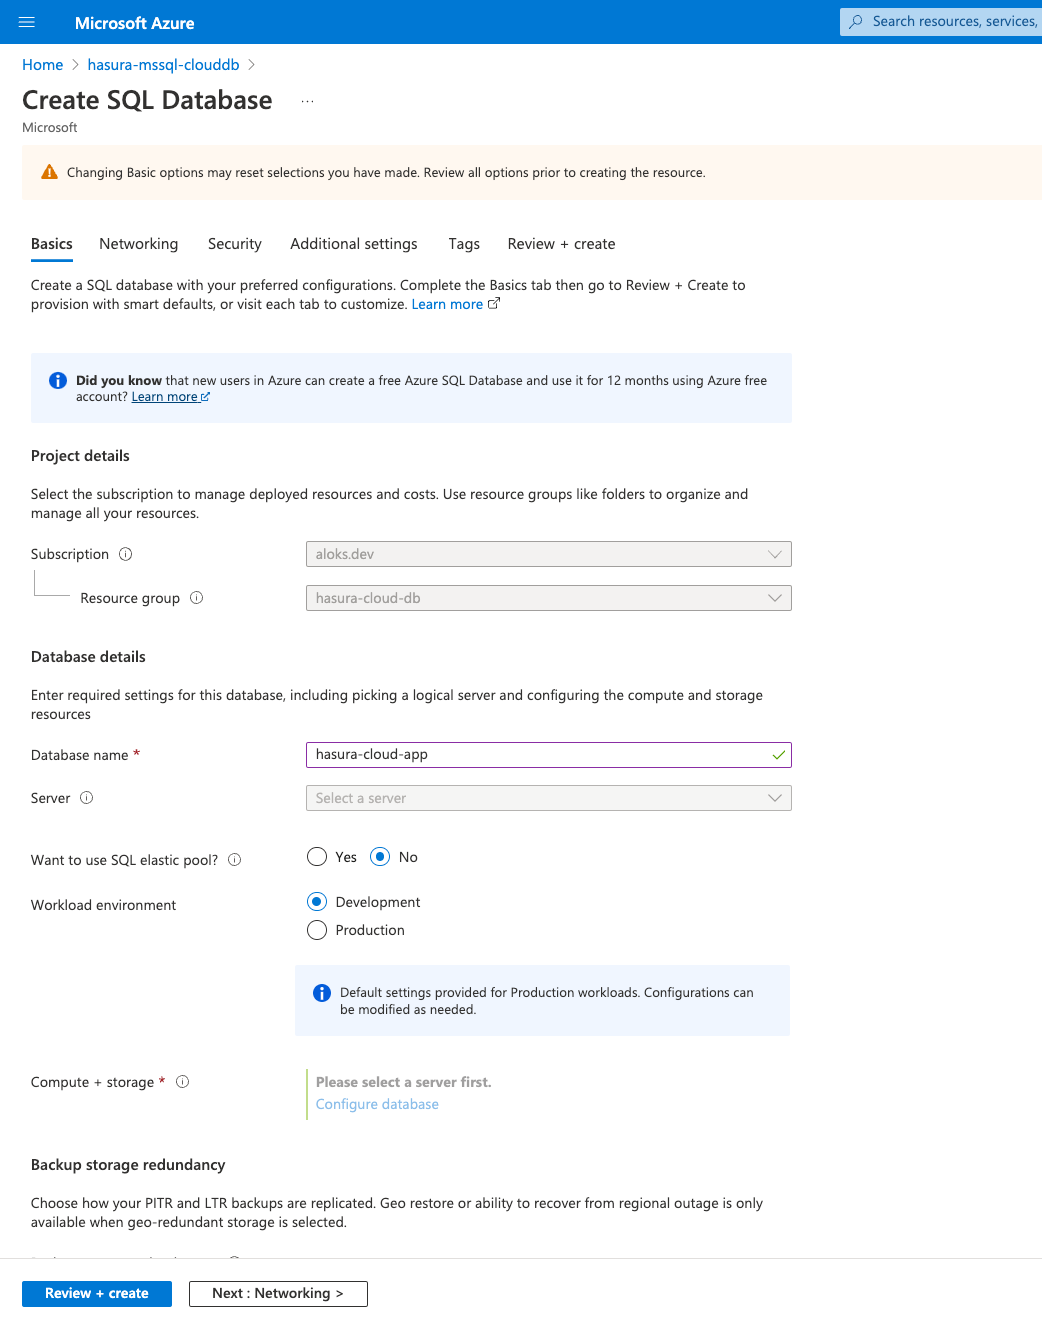 Microsoft Azure
Search resources, services,
Home > hasura-mssql-clouddb >
Create SQL Database ...
Microsoft
Changing Basic options may reset selections you have made. Review all options prior to creating the resource.
Basics Networking Security Additional settings Tags Review + create
Create a SQL database with your preferred configurations. Complete the Basics tab then go to Review + Create to
provision with smart defaults, or visit each tab to customize. Learn more
Did you know that new users in Azure can create a free Azure SQL Database and use it for 12 months using Azure free
account? Learn more
Project details
Select the subscription to manage deployed resources and costs. Use resource groups like folders to organize and
manage all your resources.
Subscription
aloks.dev
Resource group
hasura-cloud-db
Database details
Enter required settings for this database, including picking a logical server and configuring the compute and storage
resources
Database name *
hasura-cloud-app
Server
Select a server
Want to use SQL elastic pool?
Yes No
Workload environment
Development
Production
Default settings provided for Production workloads. Configurations can
be modified as needed.
Compute + storage *
Please select a server first.
Configure database
Backup storage redundancy
Choose how your PITR and LTR backups are replicated. Geo restore or ability to recover from regional outage is only
available when geo-redundant storage is selected.
Review + create
Next : Networking >